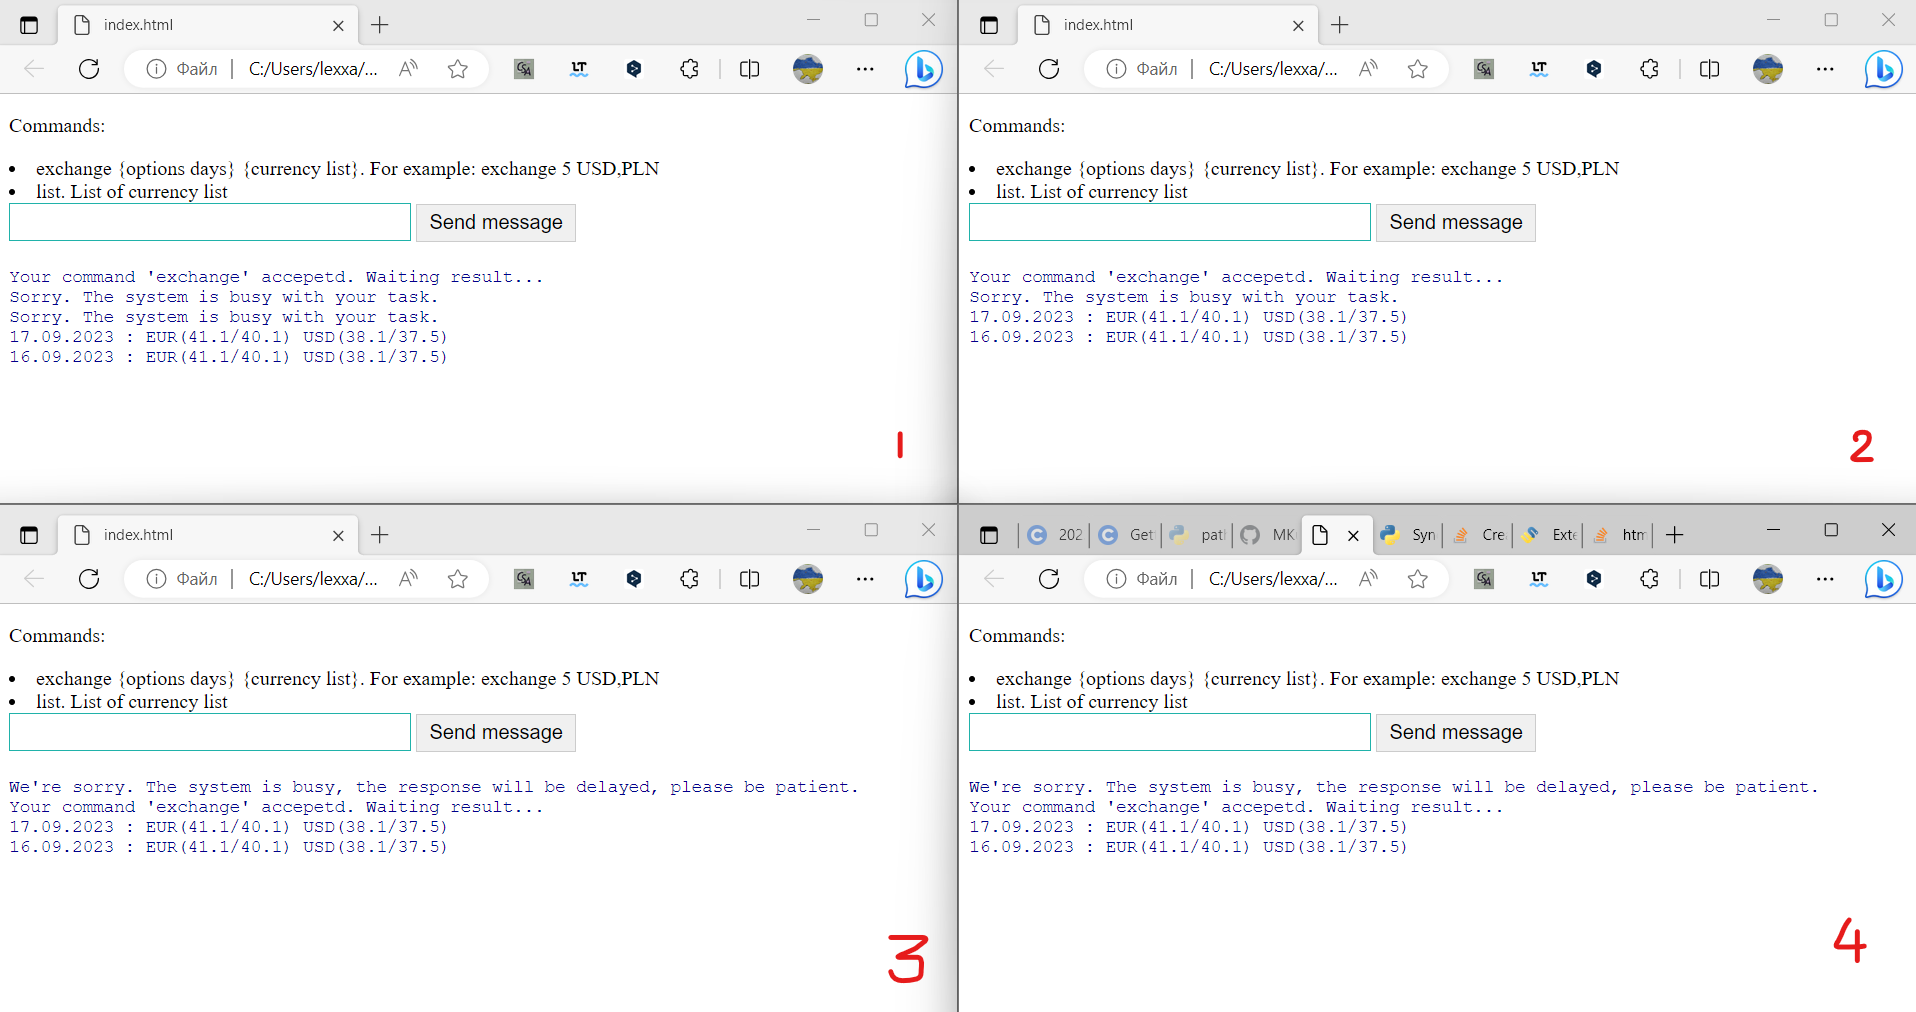 index.html
Файл C:/Users/lexxa/...
Commands:
exchange {options days} {currency list}. For example: exchange 5 USD,PLN
list. List of currency list
Send message
Your command 'exchange' accepetd. Waiting result...
Sorry. The system is busy with your task.
Sorry. The system is busy with your task.
17.09.2023 : EUR(41.1/40.1) USD(38.1/37.5)
16.09.2023 : EUR(41.1/40.1) USD(38.1/37.5)
1
index.html
Файл C:/Users/lexxa/...
Commands:
exchange {options days} {currency list}. For example: exchange 5 USD,PLN
list. List of currency list
Send message
Your command 'exchange' accepetd. Waiting result...
Sorry. The system is busy with your task.
17.09.2023 : EUR(41.1/40.1) USD(38.1/37.5)
16.09.2023 : EUR(41.1/40.1) USD(38.1/37.5)
2
index.html
Файл C:/Users/lexxa/...
Commands:
exchange {options days} {currency list}. For example: exchange 5 USD,PLN
list. List of currency list
Send message
We're sorry. The system is busy, the response will be delayed, please be patient.
Your command 'exchange' accepetd. Waiting result...
17.09.2023 : EUR(41.1/40.1) USD(38.1/37.5)
16.09.2023 : EUR(41.1/40.1) USD(38.1/37.5)
3
202 Get path MK Syn Cre Exte htm
Файл C:/Users/lexxa/...
Commands:
exchange {options days} {currency list}. For example: exchange 5 USD,PLN
list. List of currency list
Send message
We're sorry. The system is busy, the response will be delayed, please be patient.
Your command 'exchange' accepetd. Waiting result...
17.09.2023 : EUR(41.1/40.1) USD(38.1/37.5)
16.09.2023 : EUR(41.1/40.1) USD(38.1/37.5)
4